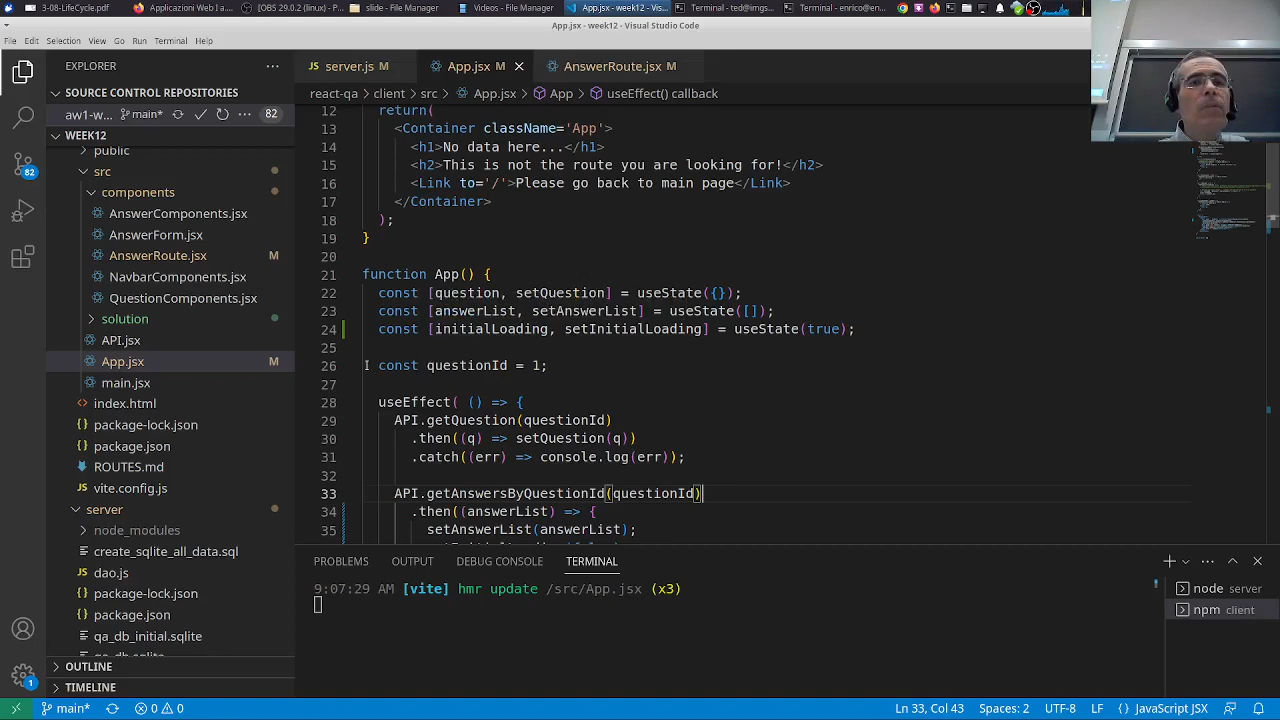 3-08-LifeCycle.pdf
Applicazioni Web I a...
[OBS 29.0.2 (linux) - P...
slide - File Manager
Videos - File Manager
App.jsx - week12 - Visu...
Terminal - ted@imgs...
Terminal - enrico@pc...
App.jsx - week12 - Visual Studio Code
File Edit Selection View Go Run Terminal Help
EXPLORER
SOURCE CONTROL REPOSITORIES
aw1-w... main* 82
WEEK12
public
src
components
AnswerComponents.jsx
AnswerForm.jsx
AnswerRoute.jsx M
NavbarComponents.jsx
QuestionComponents.jsx
solution
API.jsx
App.jsx M
main.jsx
index.html
package-lock.json
package.json
ROUTES.md
vite.config.js
server
node_modules
create_sqlite_all_data.sql
dao.js
package-lock.json
package.json
qa_db_initial.sqlite
OUTLINE
TIMELINE
82
1
JS server.js M
App.jsx M
AnswerRoute.jsx M
react-qa > client > src > App.jsx > App > useEffect() callback
12 return(
13 <Container className='App'>
14 <h1>No data here...</h1>
15 <h2>This is not the route you are looking for!</h2>
16 <Link to='/'>Please go back to main page</Link>
17 </Container>
18 );
19 }
20
21 function App() {
22 const [question, setQuestion] = useState({});
23 const [answerList, setAnswerList] = useState([]);
24 const [initialLoading, setInitialLoading] = useState(true);
25
26 const questionId = 1;
27
28 useEffect( () => {
29 API.getQuestion(questionId)
30 .then((q) => setQuestion(q))
31 .catch((err) => console.log(err));
32
33 API.getAnswersByQuestionId(questionId)
34 .then((answerList) => {
35 setAnswerList(answerList);
PROBLEMS OUTPUT DEBUG CONSOLE TERMINAL
9:07:29 AM [vite] hmr update /src/App.jsx (x3)
node server
npm client
main* 0 0
Ln 33, Col 43 Spaces: 2 UTF-8 LF {} JavaScript JSX